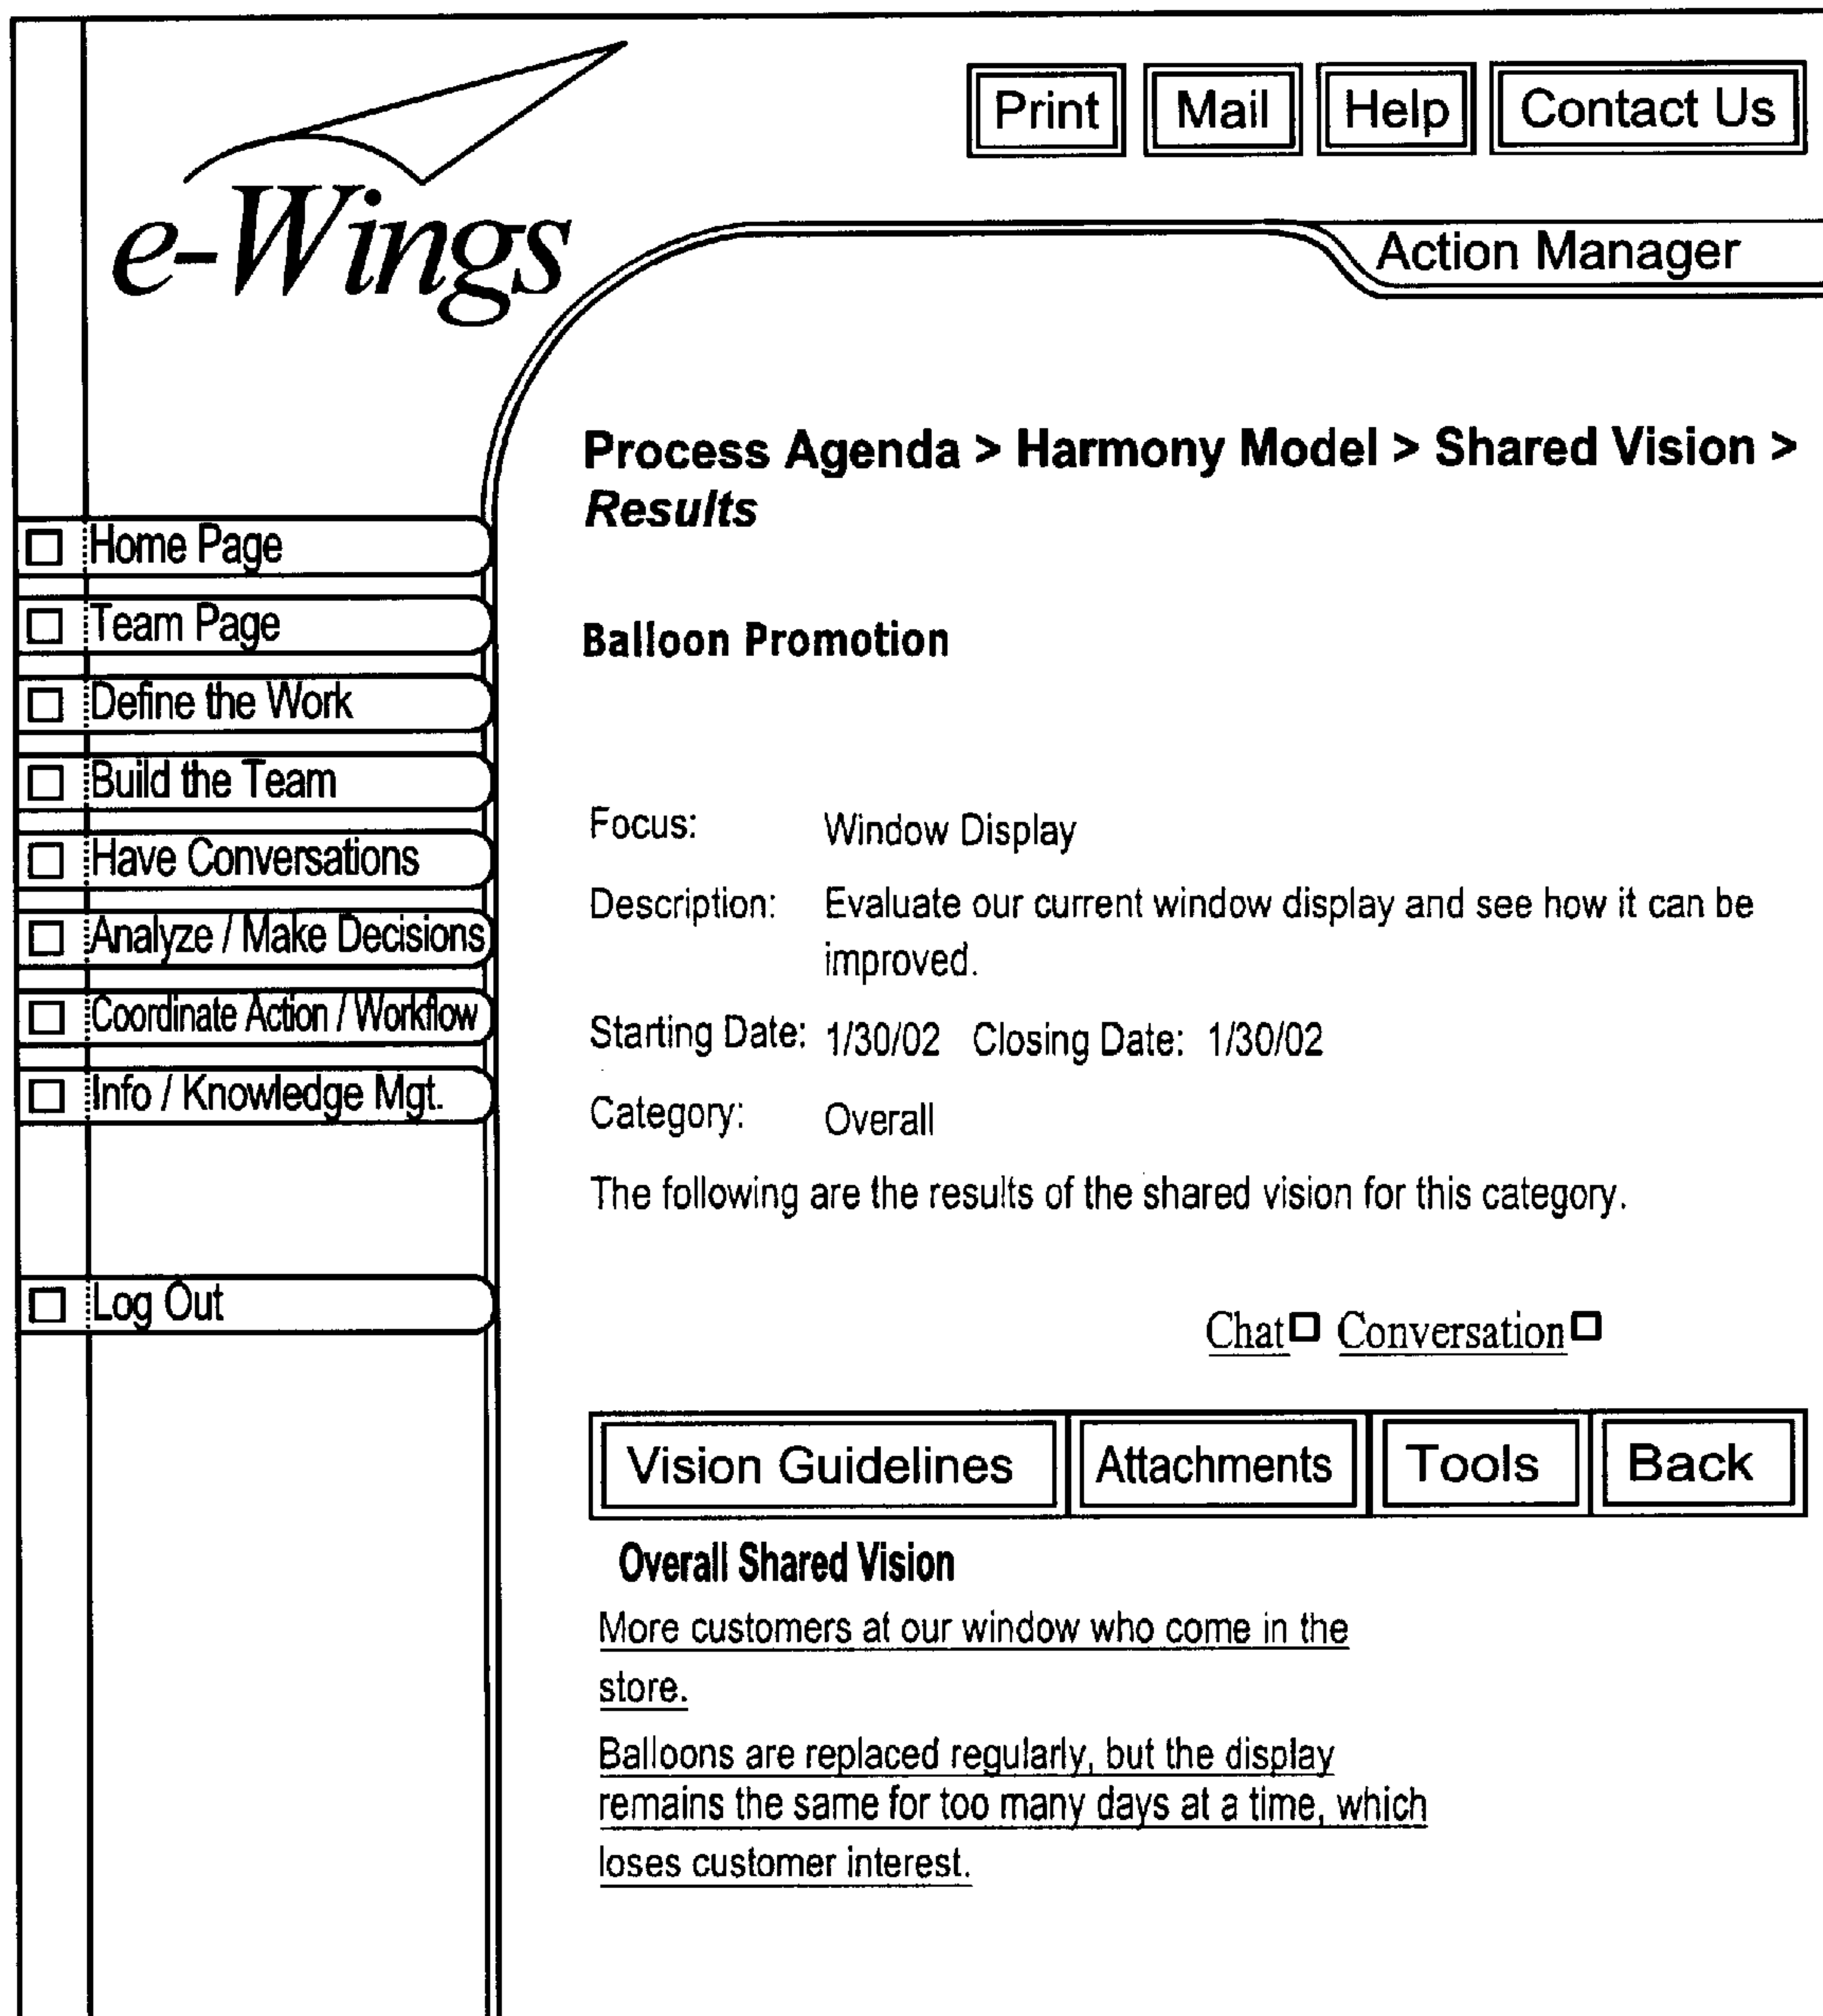 Print Mail Help Contact Us
e-Wings
Action Manager
Home Page
Team Page
Define the Work
Build the Team
Have Conversations
Analyze / Make Decisions
Coordinate Action / Workflow
Info / Knowledge Mgt.
Log Out
Process Agenda > Harmony Model > Shared Vision >
Results
Balloon Promotion
Focus: Window Display
Description: Evaluate our current window display and see how it can be
improved.
Starting Date: 1/30/02 Closing Date: 1/30/02
Category: Overall
The following are the results of the shared vision for this category.
Chat Conversation
Vision Guidelines Attachments Tools Back
Overall Shared Vision
More customers at our window who come in the
store.
Balloons are replaced regularly, but the display
remains the same for too many days at a time, which
loses customer interest.